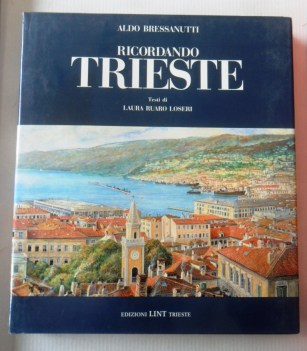 ALDO BRESSANUTTI
RICORDANDO
TRIESTE
Testi di
LAURA RUARO LOSERI
EDIZIONI LINT TRIESTE